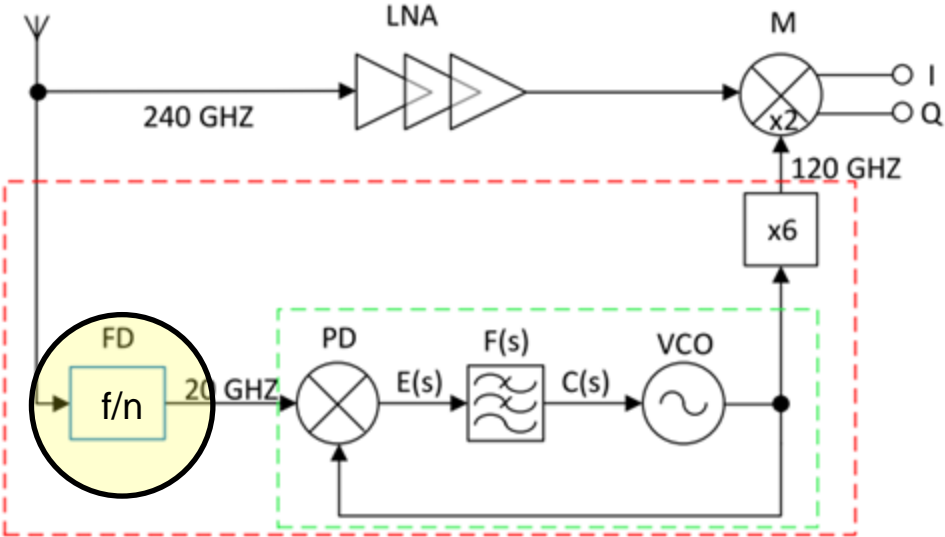 LNA
M
I
240 GHZ
x2
Q
120 GHZ
x6
FD
PD
F(s)
VCO
20 GHZ
E(s)
C(s)
f/n